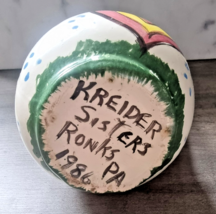 KREIDER
SISTERS
RONKS PA
1986